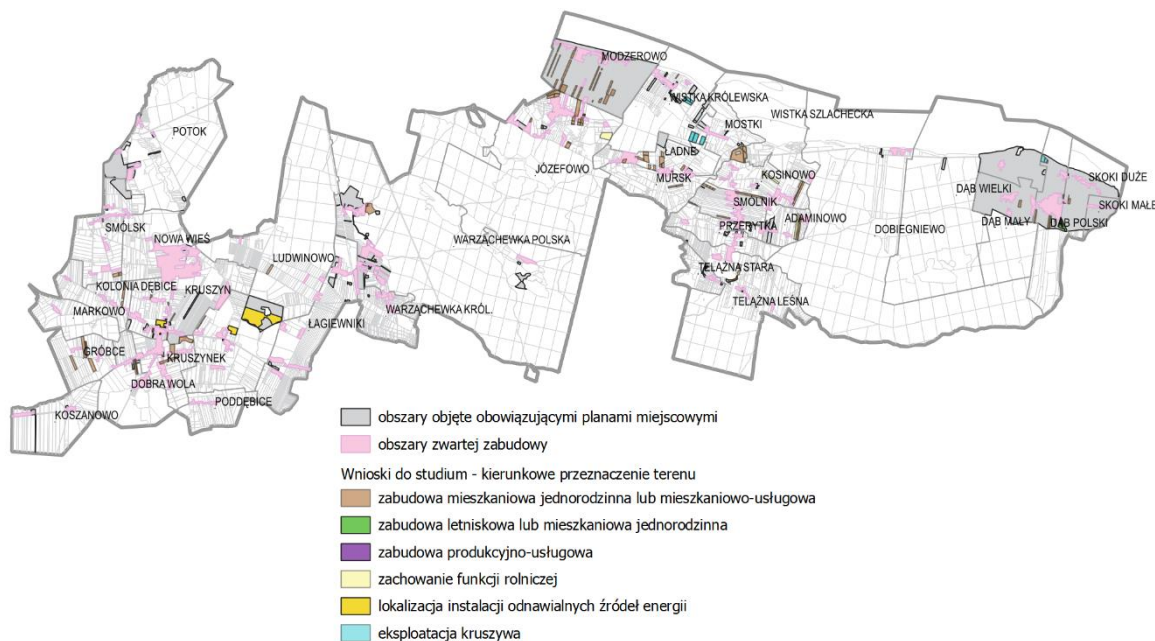 MODZEROWO
WISTKA KRÓLEWSKA
WISTKA SZLACHECKA
MOSTKI
POTOK
ŁADNE
JÓZEFOWO
MURSK
KOSINOWO
SKOKI DUŻE
DĄB WIELKI
SMÓLNIK
SKOKI MAŁE
ADAMINOWO
DĄB MAŁY
DĄB POLSKI
SMÓLSK
PRZERYTKA
DOBIEGNIEWO
NOWA WIEŚ
WARZĄCHEWKA POLSKA
LUDWINOWO
TELĄŻNA STARA
KOLONIA DĘBICE
KRUSZYN
TELĄŻNA LEŚNA
MARKOWO
WARZĄCHEWKA KRÓL.
ŁAGIEWNIKI
GRÓBCE
KRUSZYNEK
DOBRA WOLA
PODDĘBICE
KOSZANOWO
obszary objęte obowiązującymi planami miejscowymi
obszary zwartej zabudowy
Wnioski do studium - kierunkowe przeznaczenie terenu
zabudowa mieszkaniowa jednorodzinna lub mieszkaniowo-usługowa
zabudowa letniskowa lub mieszkaniowa jednorodzinna
zabudowa produkcyjno-usługowa
zachowanie funkcji rolniczej
lokalizacja instalacji odnawialnych źródeł energii
eksploatacja kruszywa